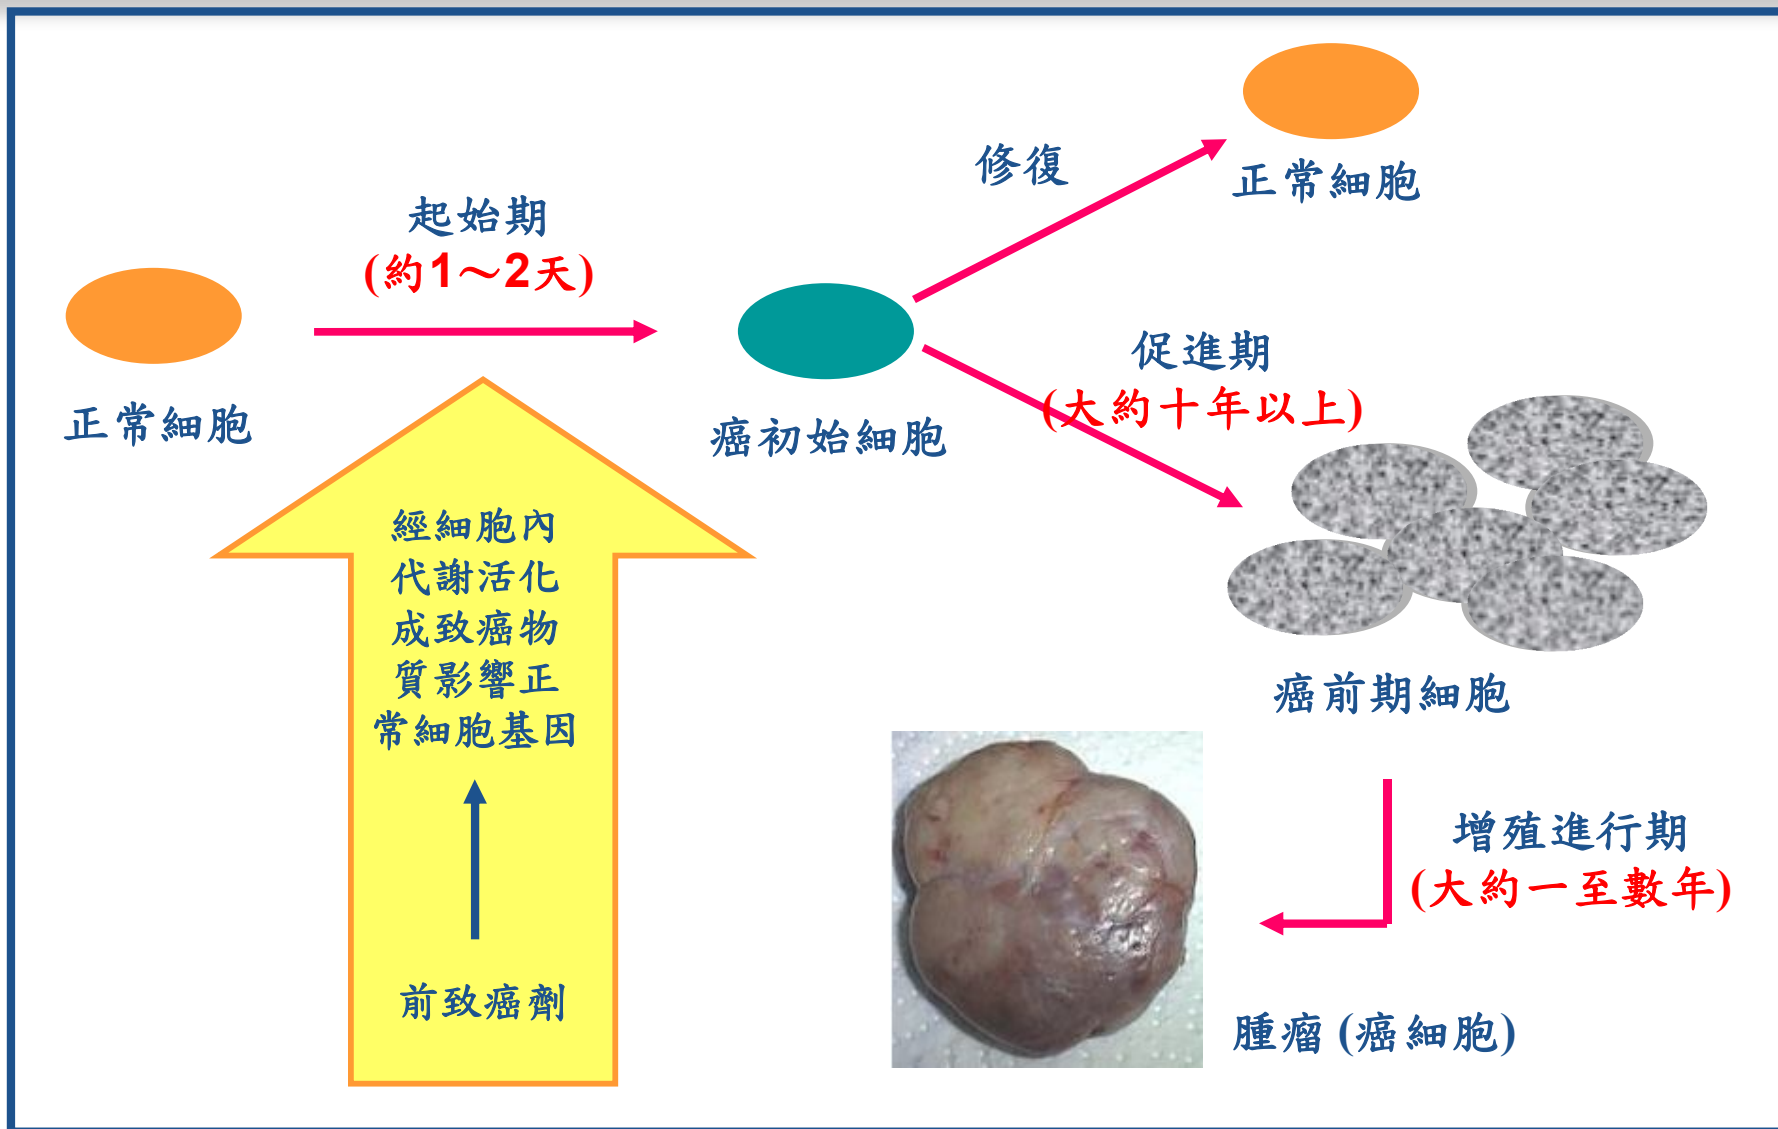 修復
正常細胞
起始期
(約1～2天)
正常細胞
癌初始細胞
促進期
(大約十年以上)
經細胞內
代謝活化
成致癌物
質影響正
常細胞基因
前致癌劑
癌前期細胞
增殖進行期
(大約一至數年)
腫瘤 (癌細胞)